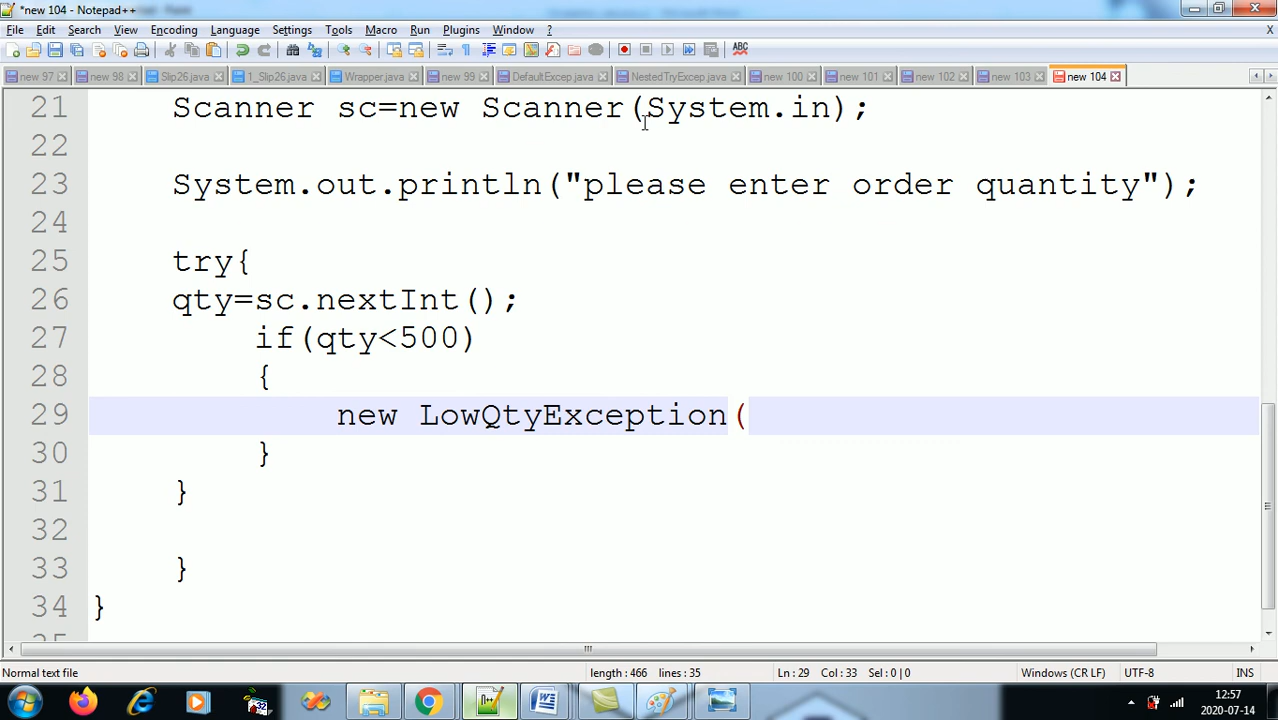 *new 104 - Notepad++
File Edit Search View Encoding Language Settings Tools Macro Run Plugins Window ? X
new 97 new 98 Slip26.java 1_Slip26.java Wrapper.java new 99 DefaultExcep.java NestedTryExcep.java new 100 new 101 new 102 new 103 new 104
21 Scanner sc=new Scanner(System.in);
22
23 System.out.println("please enter order quantity");
24
25 try{
26 qty=sc.nextInt();
27 if(qty<500)
28 {
29 new LowQtyException(
30 }
31 }
32
33 }
34 }
Normal text file length : 466 lines : 35 Ln : 29 Col : 33 Sel : 0 | 0 Windows (CR LF) UTF-8 INS
12:57
2020-07-14